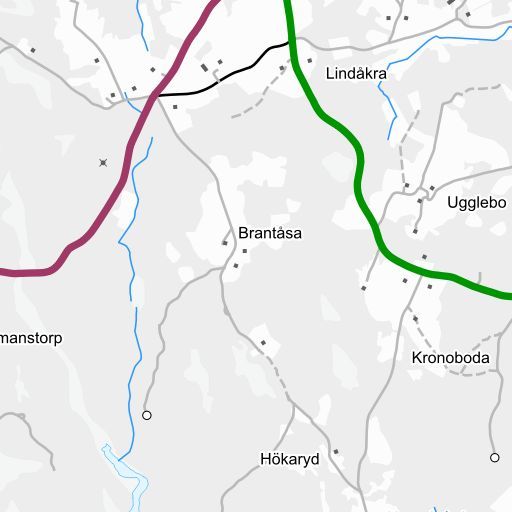 Lindåkra
Ugglebo
Brantåsa
manstorp
Kronoboda
Hökaryd